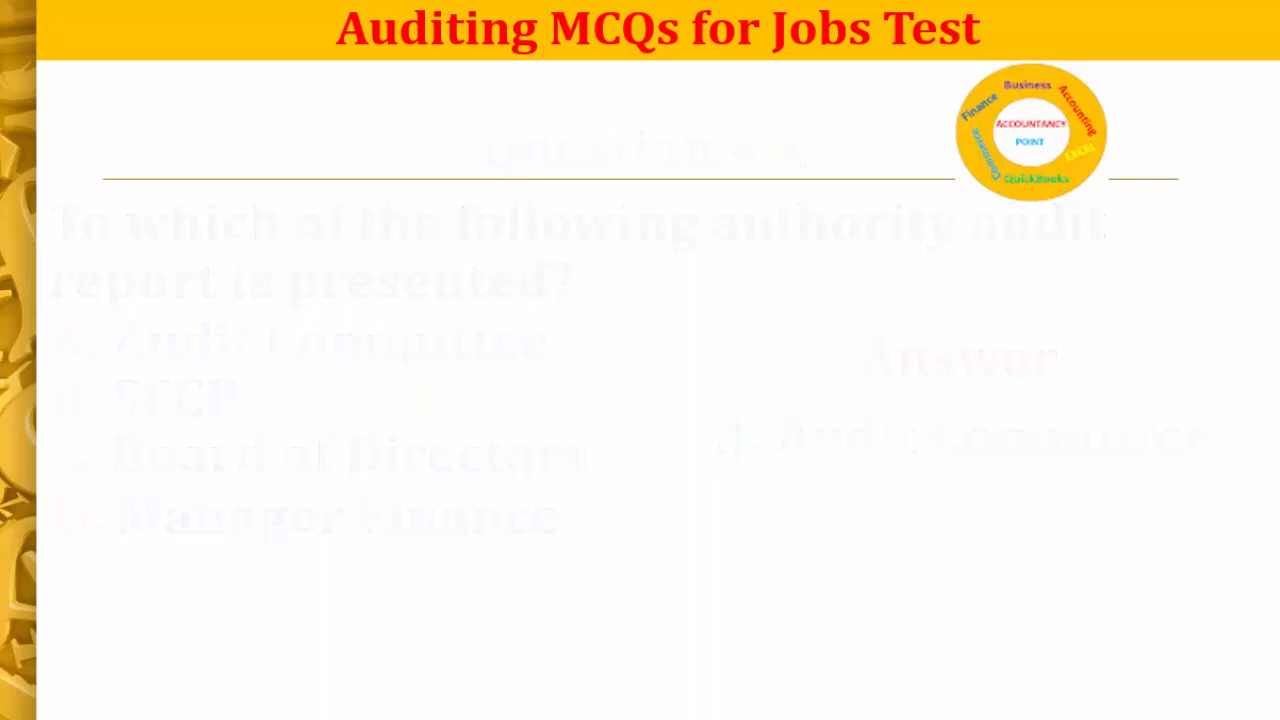 Auditing MCQs for Jobs Test
Business
Finance
Accounting
ACCOUNTANCY
POINT
EXCEL
Commerce
QuickBooks
Question #
To which of the following authority audit
report is presented?
A. Audit Committee
B. SECP
C. Board of Directors
D. Manager Finance
Answer
A. Audit Committee